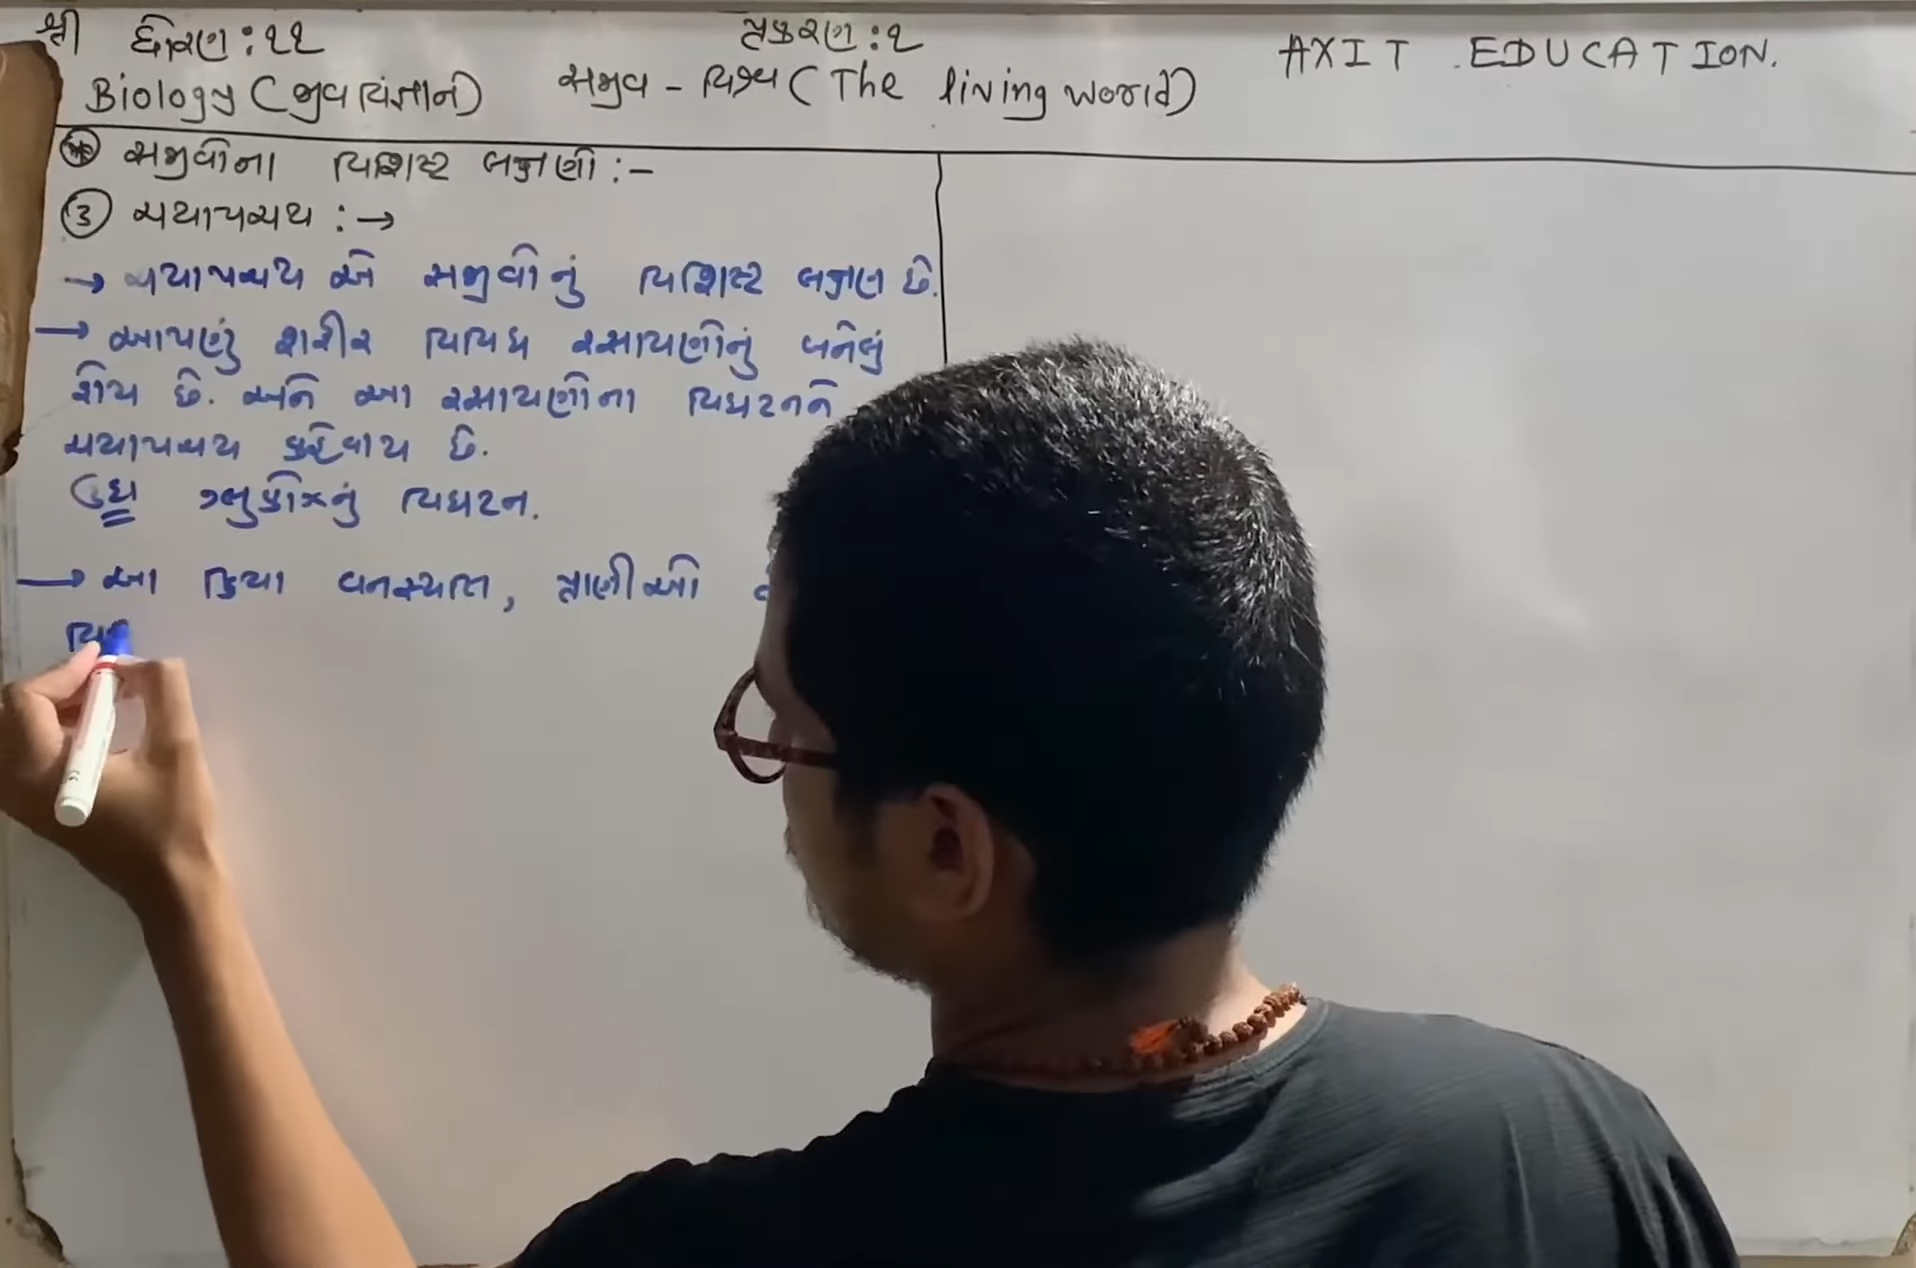 શ્રી ધોરણ : ૧૧ પ્રકરણ : ૧ AXIT EDUCATION.
Biology (જીવવિજ્ઞાન) સજીવ - વિશ્વ (The living world)
સજીવોના વિશિષ્ટ લક્ષણો :-
③ ચયાપચય :→
→ ચયાપચય એ સજીવોનું વિશિષ્ટ લક્ષણ છે.
→ આપણું શરીર વિવિધ રસાયણોનું બનેલું
હોય છે. અને આ રસાયણોના વિઘટનને
ચયાપચય કહેવાય છે.
ઉદા ગ્લુકોઝનું વિઘટન.
→ આ ક્રિયા વનસ્પતિ, પ્રાણીઓ